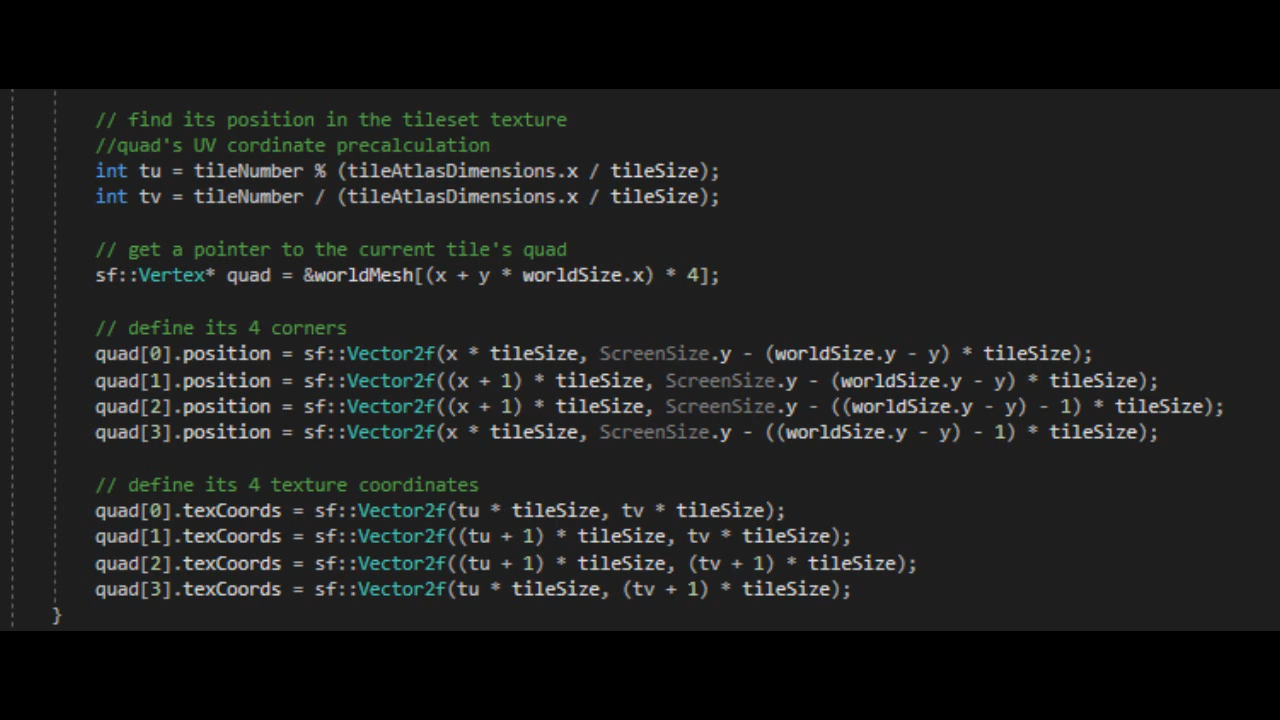 // find its position in the tileset texture
//quad's UV cordinate precalculation
int tu = tileNumber % (tileAtlasDimensions.x / tileSize);
int tv = tileNumber / (tileAtlasDimensions.x / tileSize);
// get a pointer to the current tile's quad
sf::Vertex* quad = &worldMesh[(x + y * worldSize.x) * 4];
// define its 4 corners
quad[0].position = sf::Vector2f(x * tileSize, ScreenSize.y - (worldSize.y - y) * tileSize);
quad[1].position = sf::Vector2f((x + 1) * tileSize, ScreenSize.y - (worldSize.y - y) * tileSize);
quad[2].position = sf::Vector2f((x + 1) * tileSize, ScreenSize.y - ((worldSize.y - y) - 1) * tileSize);
quad[3].position = sf::Vector2f(x * tileSize, ScreenSize.y - ((worldSize.y - y) - 1) * tileSize);
// define its 4 texture coordinates
quad[0].texCoords = sf::Vector2f(tu * tileSize, tv * tileSize);
quad[1].texCoords = sf::Vector2f((tu + 1) * tileSize, tv * tileSize);
quad[2].texCoords = sf::Vector2f((tu + 1) * tileSize, (tv + 1) * tileSize);
quad[3].texCoords = sf::Vector2f(tu * tileSize, (tv + 1) * tileSize);
}